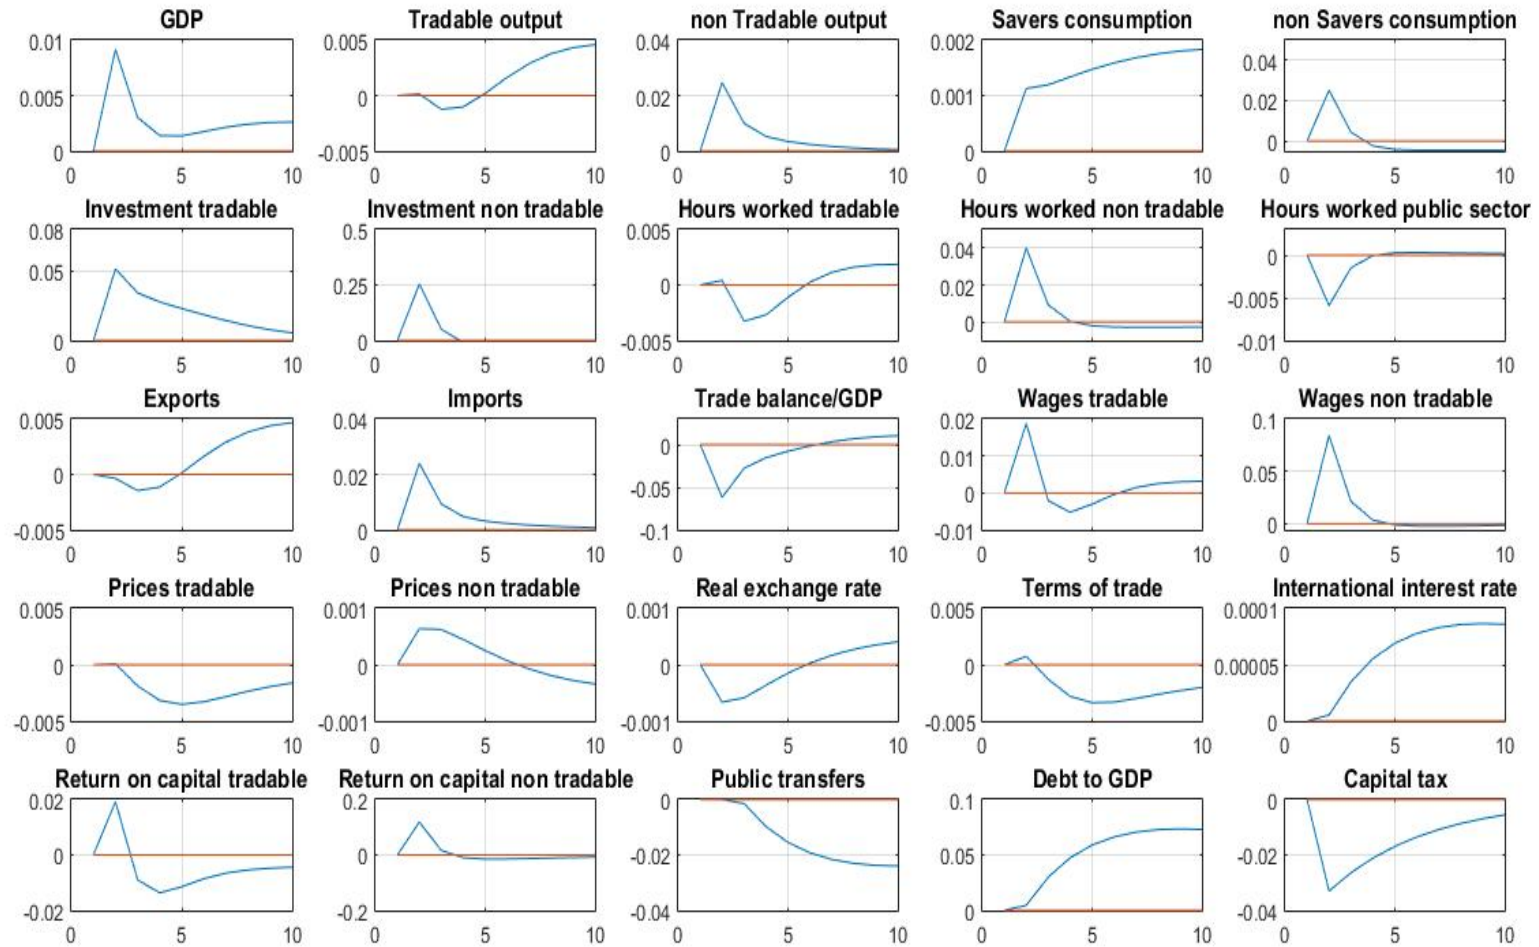 GDP Tradable output non Tradable output Savers consumption non Savers consumption
0.01 0.005 0.04 0.002 0.04
0.005 0 0.02 0.001 0.02
0 -0.005 0 0 0
0 5 10 0 5 10 0 5 10 0 5 10 0 5 10
Investment tradable Investment non tradable Hours worked tradable Hours worked non tradable Hours worked public sector
0.08 0.5 0.005 0.04 0
0.05 0.25 0 0.02 -0.005
0 0 -0.005 0 -0.01
0 5 10 0 5 10 0 5 10 0 5 10 0 5 10
Exports Imports Trade balance/GDP Wages tradable Wages non tradable
0.005 0.04 0 0.02 0.1
0 0.02 -0.05 0.01 0.05
-0.005 0 -0.1 0 0
-0.01
0 5 10 0 5 10 0 5 10 0 5 10 0 5 10
Prices tradable Prices non tradable Real exchange rate Terms of trade International interest rate
0.005 0.001 0.001 0.005 0.0001
0 0 0 0 0.00005
-0.005 -0.001 -0.001 -0.005 0
0 5 10 0 5 10 0 5 10 0 5 10 0 5 10
Return on capital tradable Return on capital non tradable Public transfers Debt to GDP Capital tax
0.02 0.2 0 0.1 0
0 0 -0.02 0.05 -0.02
-0.02 -0.2 -0.04 0 -0.04
0 5 10 0 5 10 0 5 10 0 5 10 0 5 10